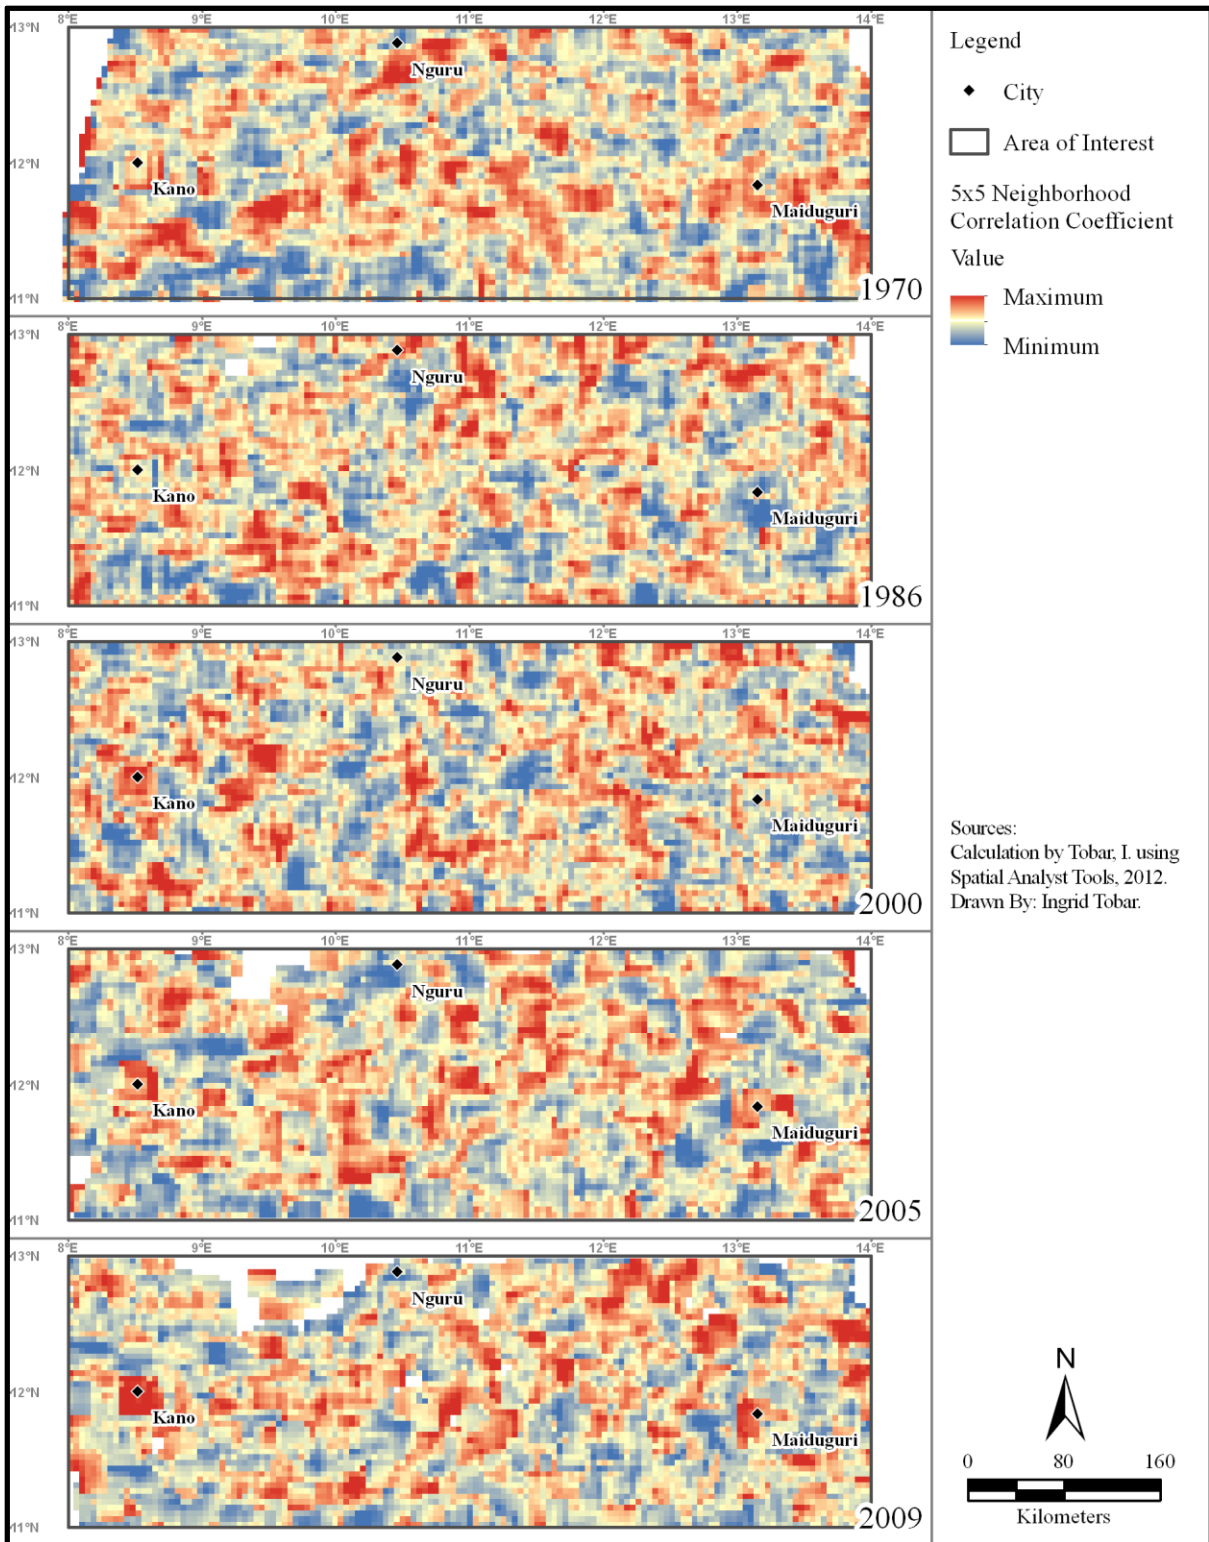 8°E 9°E 10°E 11°E 12°E 13°E 14°E
13°N
Nguru
12°N
Kano
Maiduguri
11°N
1970
8°E 9°E 10°E 11°E 12°E 13°E 14°E
13°N
Nguru
12°N
Kano
Maiduguri
11°N
1986
8°E 9°E 10°E 11°E 12°E 13°E 14°E
13°N
Nguru
12°N
Kano
Maiduguri
11°N
2000
8°E 9°E 10°E 11°E 12°E 13°E 14°E
13°N
Nguru
12°N
Kano
Maiduguri
11°N
2005
8°E 9°E 10°E 11°E 12°E 13°E 14°E
13°N
Nguru
12°N
Kano
Maiduguri
11°N
2009
Legend
City
Area of Interest
5x5 Neighborhood
Correlation Coefficient
Value
Maximum
Minimum
Sources:
Calculation by Tobar, I. using
Spatial Analyst Tools, 2012.
Drawn By: Ingrid Tobar.
N
0 80 160
Kilometers